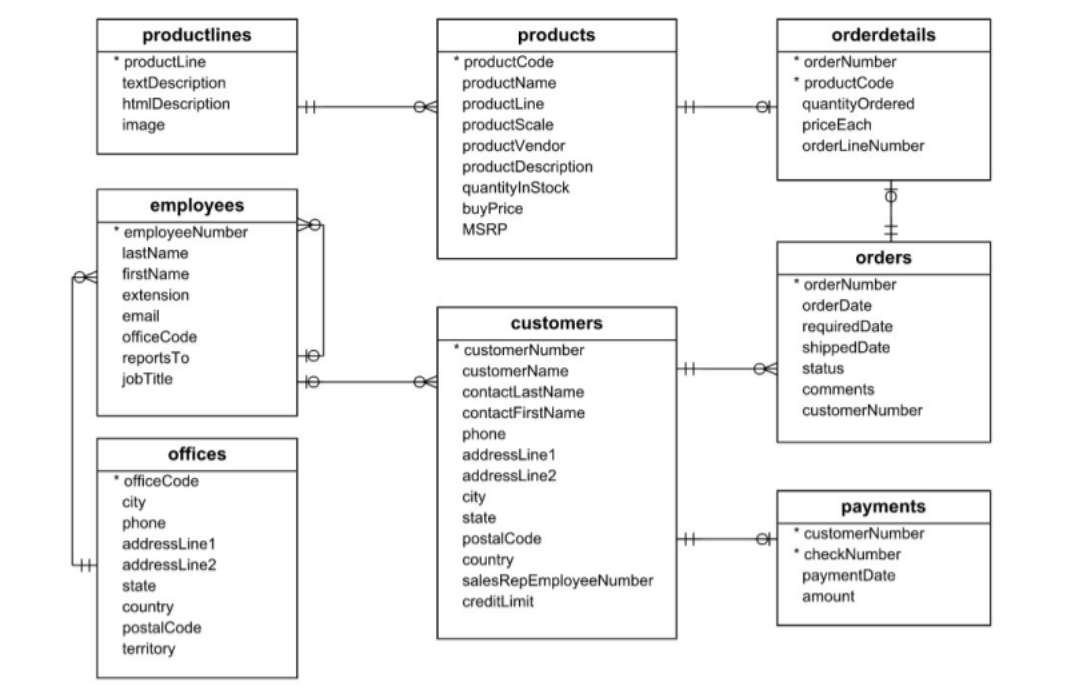 productlines
* productLine
textDescription
htmlDescription
image
products
* productCode
productName
productLine
productScale
productVendor
productDescription
quantityInStock
buyPrice
MSRP
orderdetails
* orderNumber
* productCode
quantityOrdered
priceEach
orderLineNumber
employees
* employeeNumber
lastName
firstName
extension
email
officeCode
reportsTo
jobTitle
customers
* customerNumber
customerName
contactLastName
contactFirstName
phone
addressLine1
addressLine2
city
state
postalCode
country
salesRepEmployeeNumber
creditLimit
orders
* orderNumber
orderDate
requiredDate
shippedDate
status
comments
customerNumber
offices
* officeCode
city
phone
addressLine1
addressLine2
state
country
postalCode
territory
payments
* customerNumber
* checkNumber
paymentDate
amount